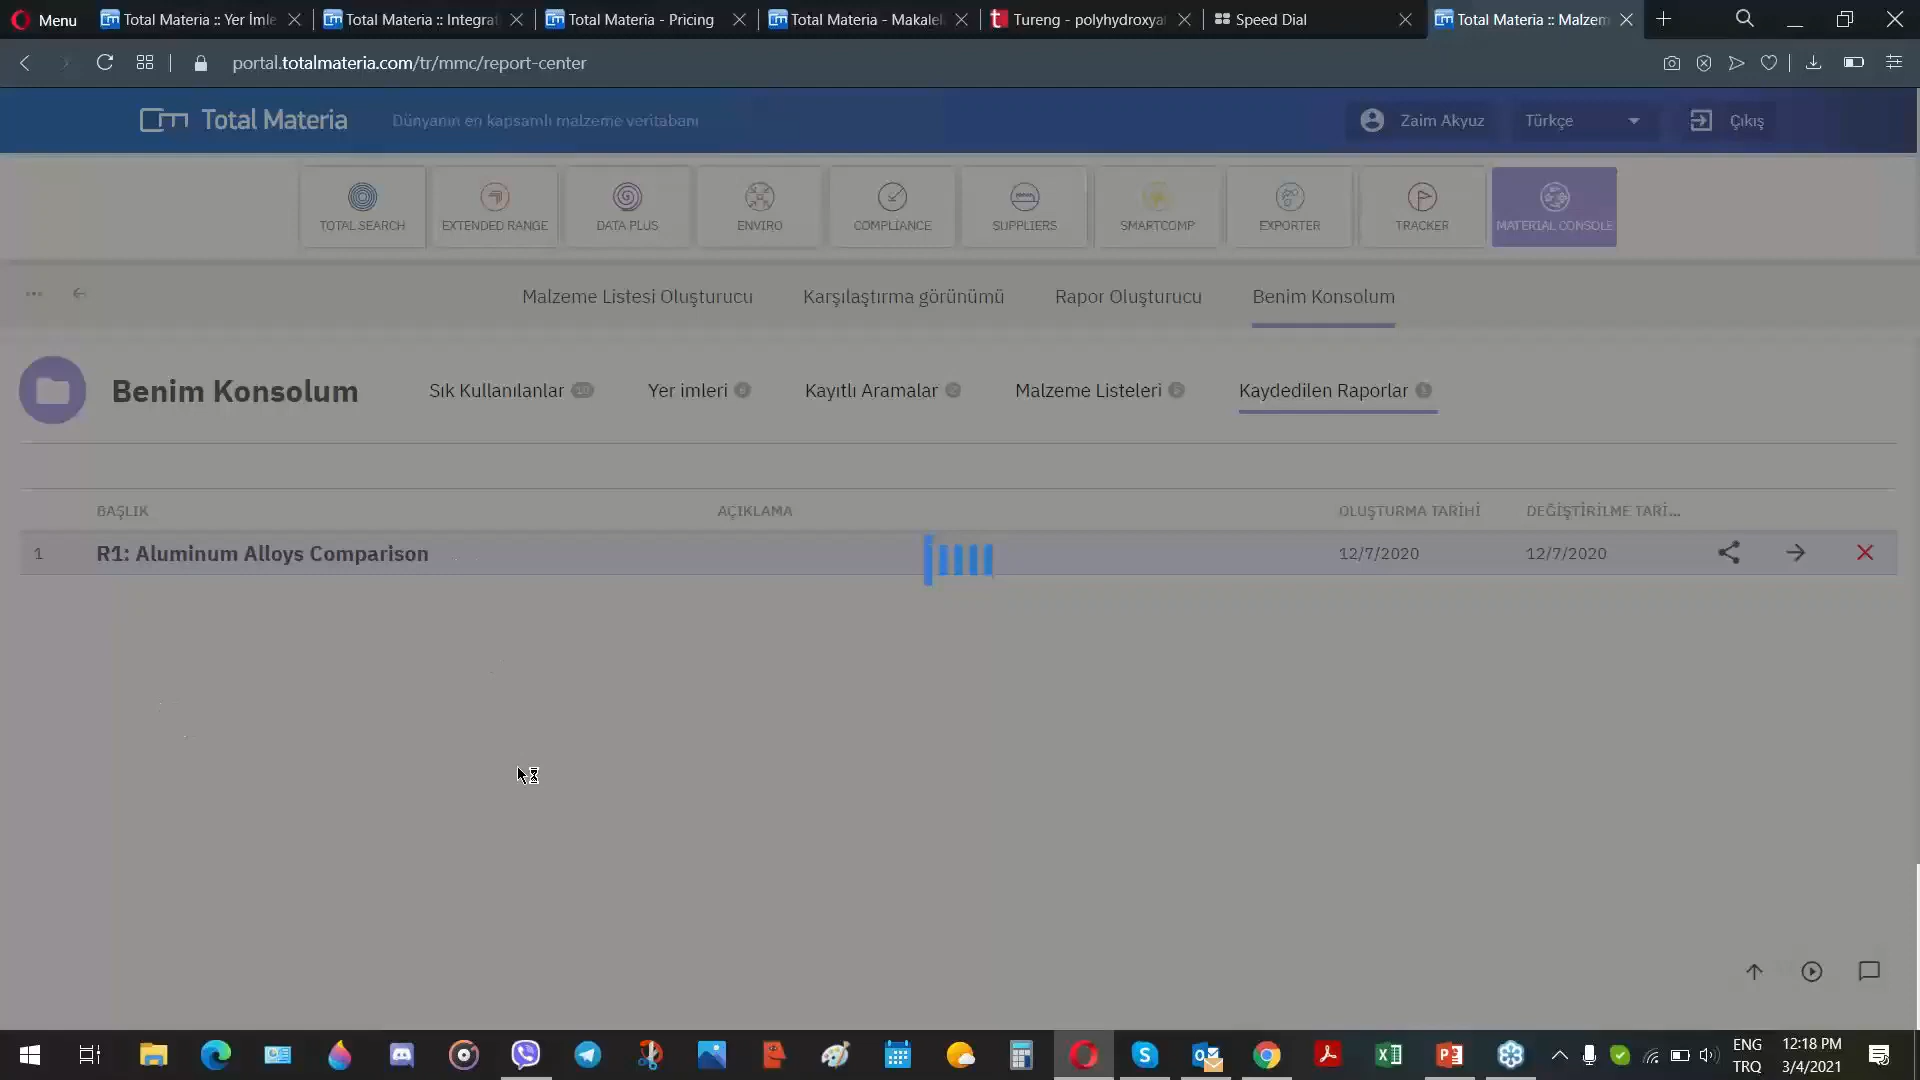 Menu
Total Materia :: Yer İmle
Total Materia :: Integrat
Total Materia - Pricing
Total Materia - Makalel
Tureng - polyhydroxya
Speed Dial
Total Materia :: Malzem
portal.totalmateria.com/tr/mmc/report-center
Total Materia
Dünyanın en kapsamlı malzeme veritabanı
Zaim Akyuz
Türkçe
Çıkış
TOTAL SEARCH
EXTENDED RANGE
DATA PLUS
ENVIRO
COMPLIANCE
SUPPLIERS
SMARTCOMP
EXPORTER
TRACKER
MATERIAL CONSOLE
Malzeme Listesi Oluşturucu
Karşılaştırma görünümü
Rapor Oluşturucu
Benim Konsolum
Benim Konsolum
Sık Kullanılanlar
Yer imleri
Kayıtlı Aramalar
Malzeme Listeleri
Kaydedilen Raporlar
BAŞLIK
AÇIKLAMA
OLUŞTURMA TARİHİ
DEĞİŞTİRİLME TARİ...
1
R1: Aluminum Alloys Comparison
12/7/2020
12/7/2020
ENG
TRQ
12:18 PM
3/4/2021